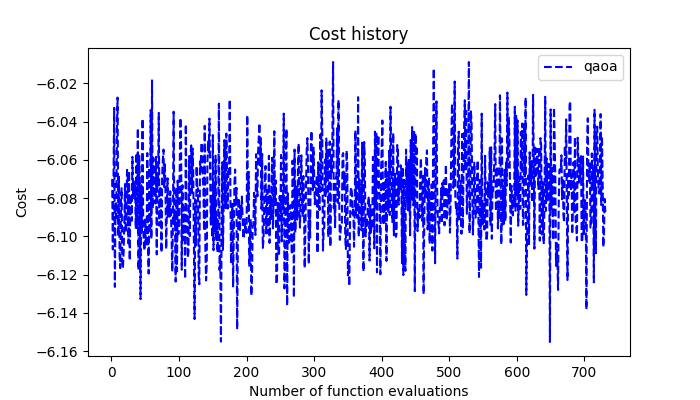 Cost history
qaoa
−6.02
−6.04
−6.06
−6.08
−6.10
−6.12
−6.14
−6.16
Cost
0 100 200 300 400 500 600 700
Number of function evaluations